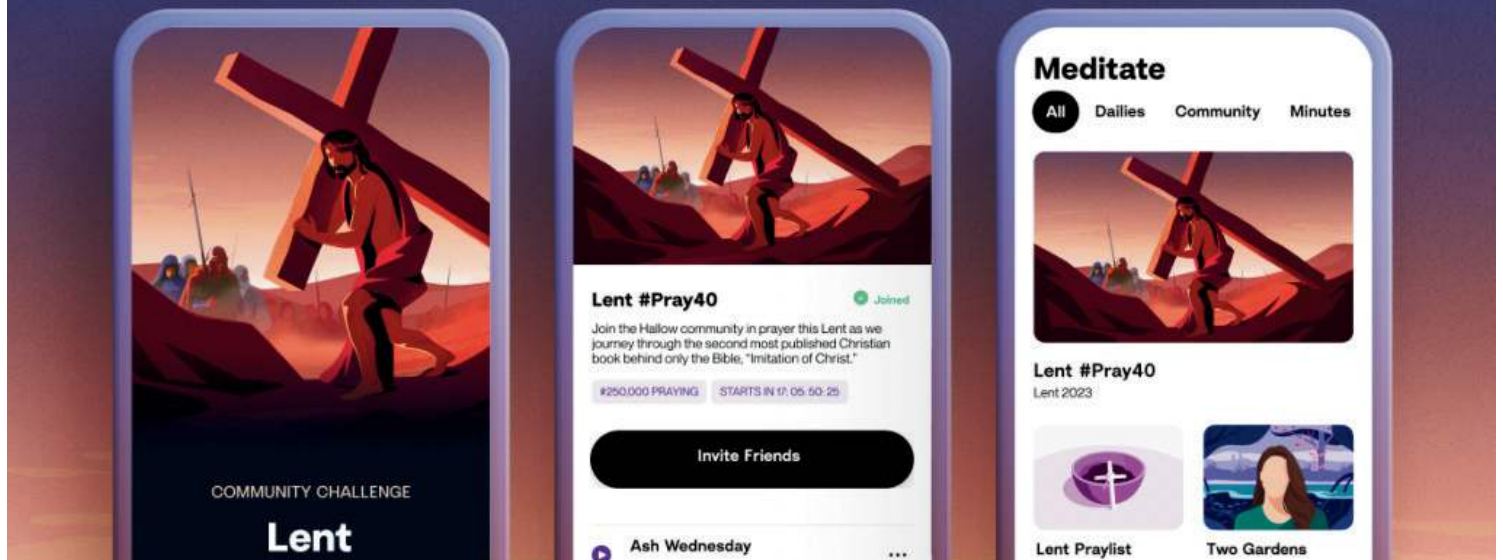 COMMUNITY CHALLENGE
Lent
Lent #Pray40
Joined
Join the Hallow community in prayer this Lent as we
journey through the second most published Christian
book behind only the Bible, “Imitation of Christ.”
#250,000 PRAYING
STARTS IN 17: 05: 50: 25
Invite Friends
Ash Wednesday
Meditate
All Dailies Community Minutes
Lent #Pray40
Lent 2023
Lent Praylist
Two Gardens